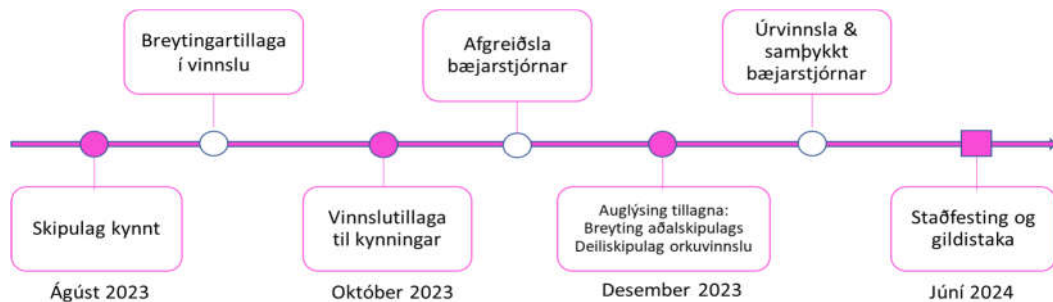 Breytingartillaga
í vinnslu
Afgreiðsla
bæjarstjórnar
Úrvinnsla &
samþykkt
bæjarstjórnar
Skipulag kynnt
Vinnslutillaga
til kynningar
Auglýsing tillagna:
Breyting aðalskipulags
Deiliskipulag orkuvinnslu
Staðfesting og
gildistaka
Ágúst 2023
Október 2023
Desember 2023
Júní 2024